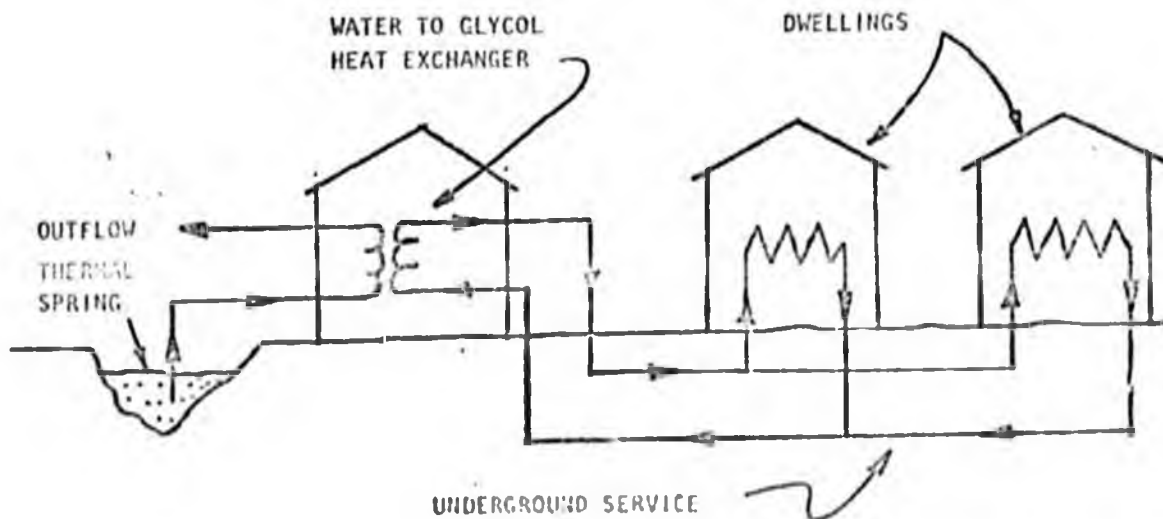 WATER TO GLYCOL
HEAT EXCHANGER
DWELLINGS
OUTFLOW
THERMAL
SPRING
UNDERGROUND SERVICE